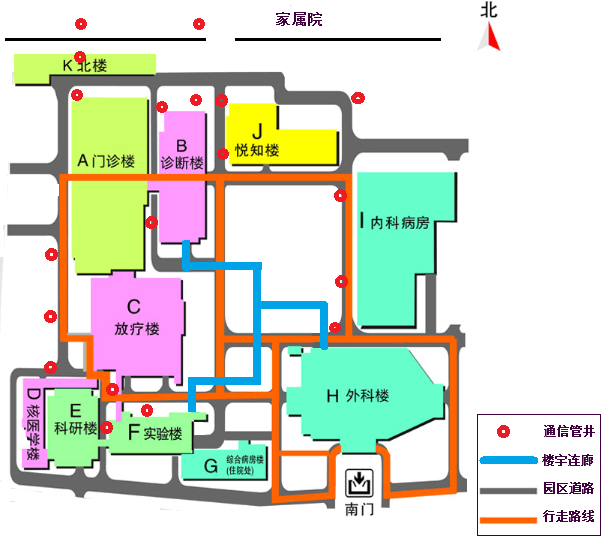 家属院
北
K 北楼
A 门诊楼
B
诊断楼
J
悦知楼
I 内科病房
C
放疗楼
D 核医学楼
E
科研楼
F 实验楼
G 综合病房楼
(住院处)
H 外科楼
南门
通信管井
楼宇连廊
园区道路
行走路线